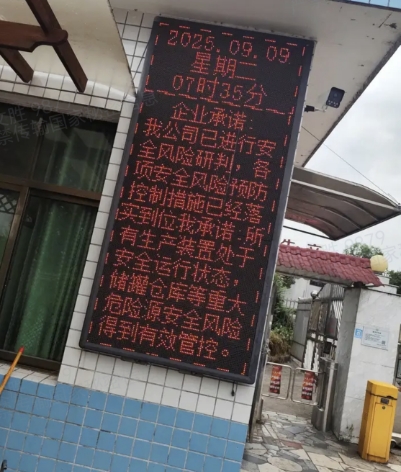 2025.09.09
星期二
07时35分
企业承诺:
我公司已进行安
全风险研判，各
项安全风险预防
控制措施已经落
实到位我承诺:所
有生产装置处于
安全运行状态，
储罐仓库等重大
危险源安全风险
得到有效管控。